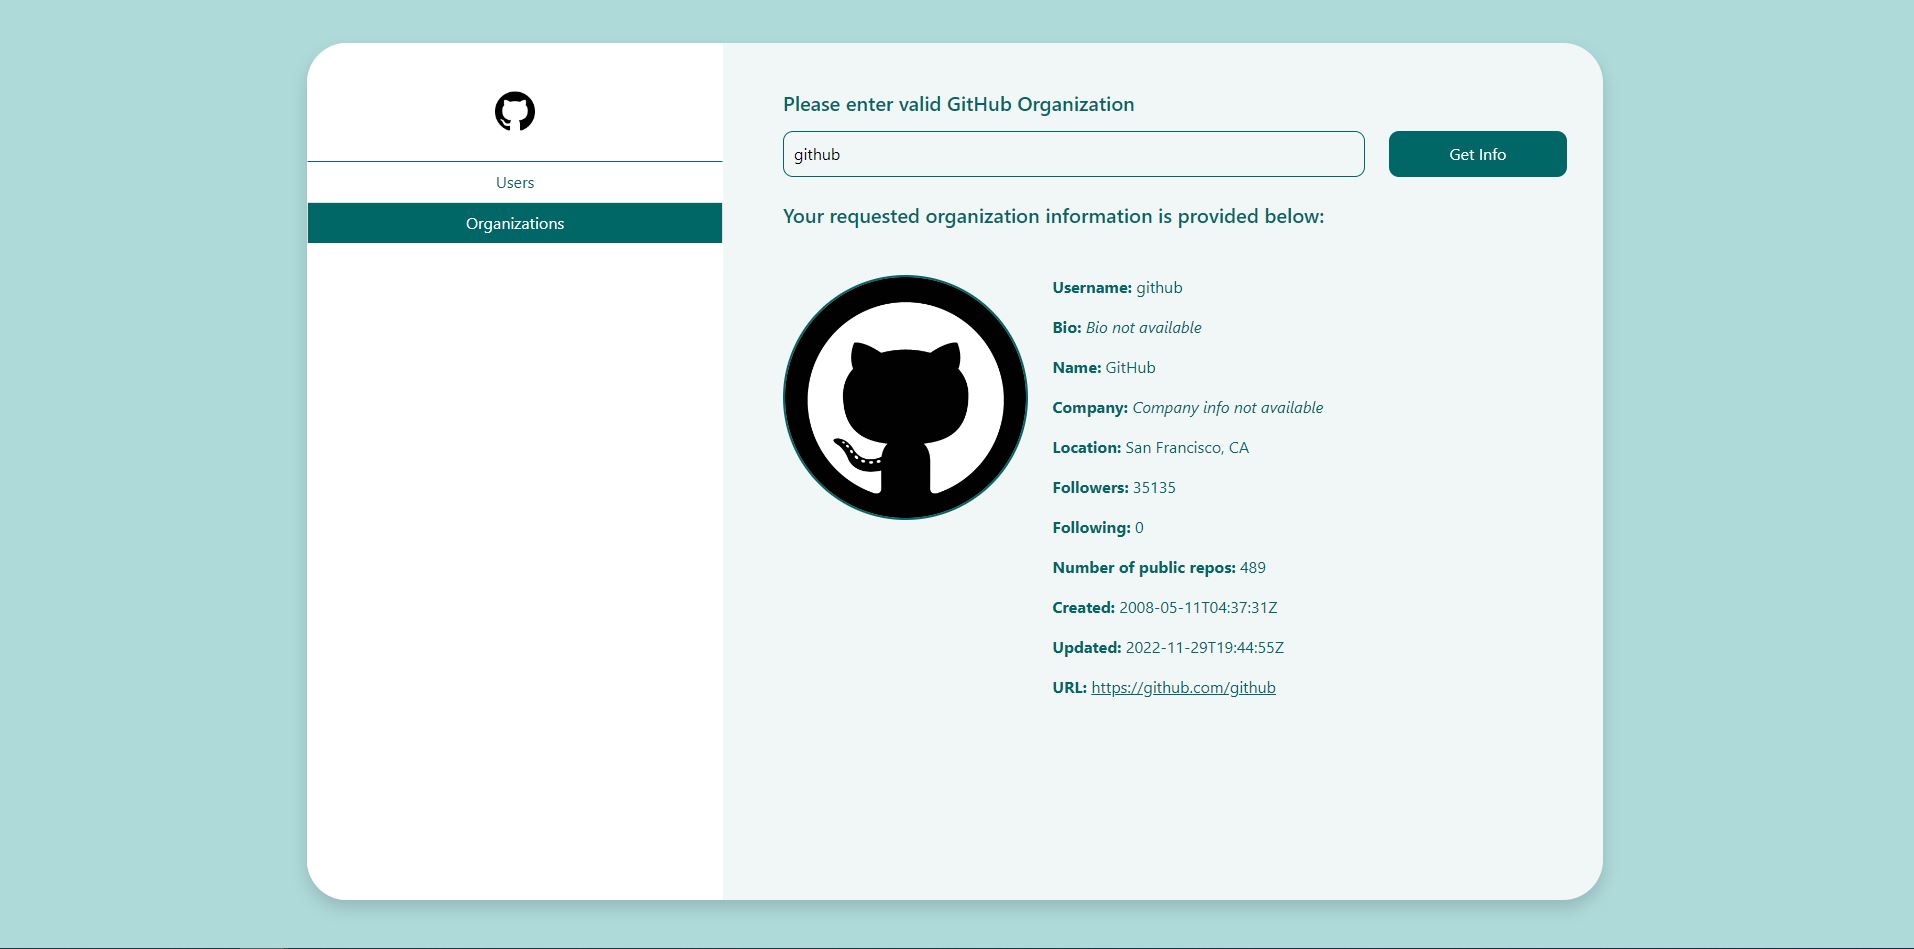 Users
Organizations
Please enter valid GitHub Organization
github
Get Info
Your requested organization information is provided below:
Username: github
Bio: Bio not available
Name: GitHub
Company: Company info not available
Location: San Francisco, CA
Followers: 35135
Following: 0
Number of public repos: 489
Created: 2008-05-11T04:37:31Z
Updated: 2022-11-29T19:44:55Z
URL: https://github.com/github